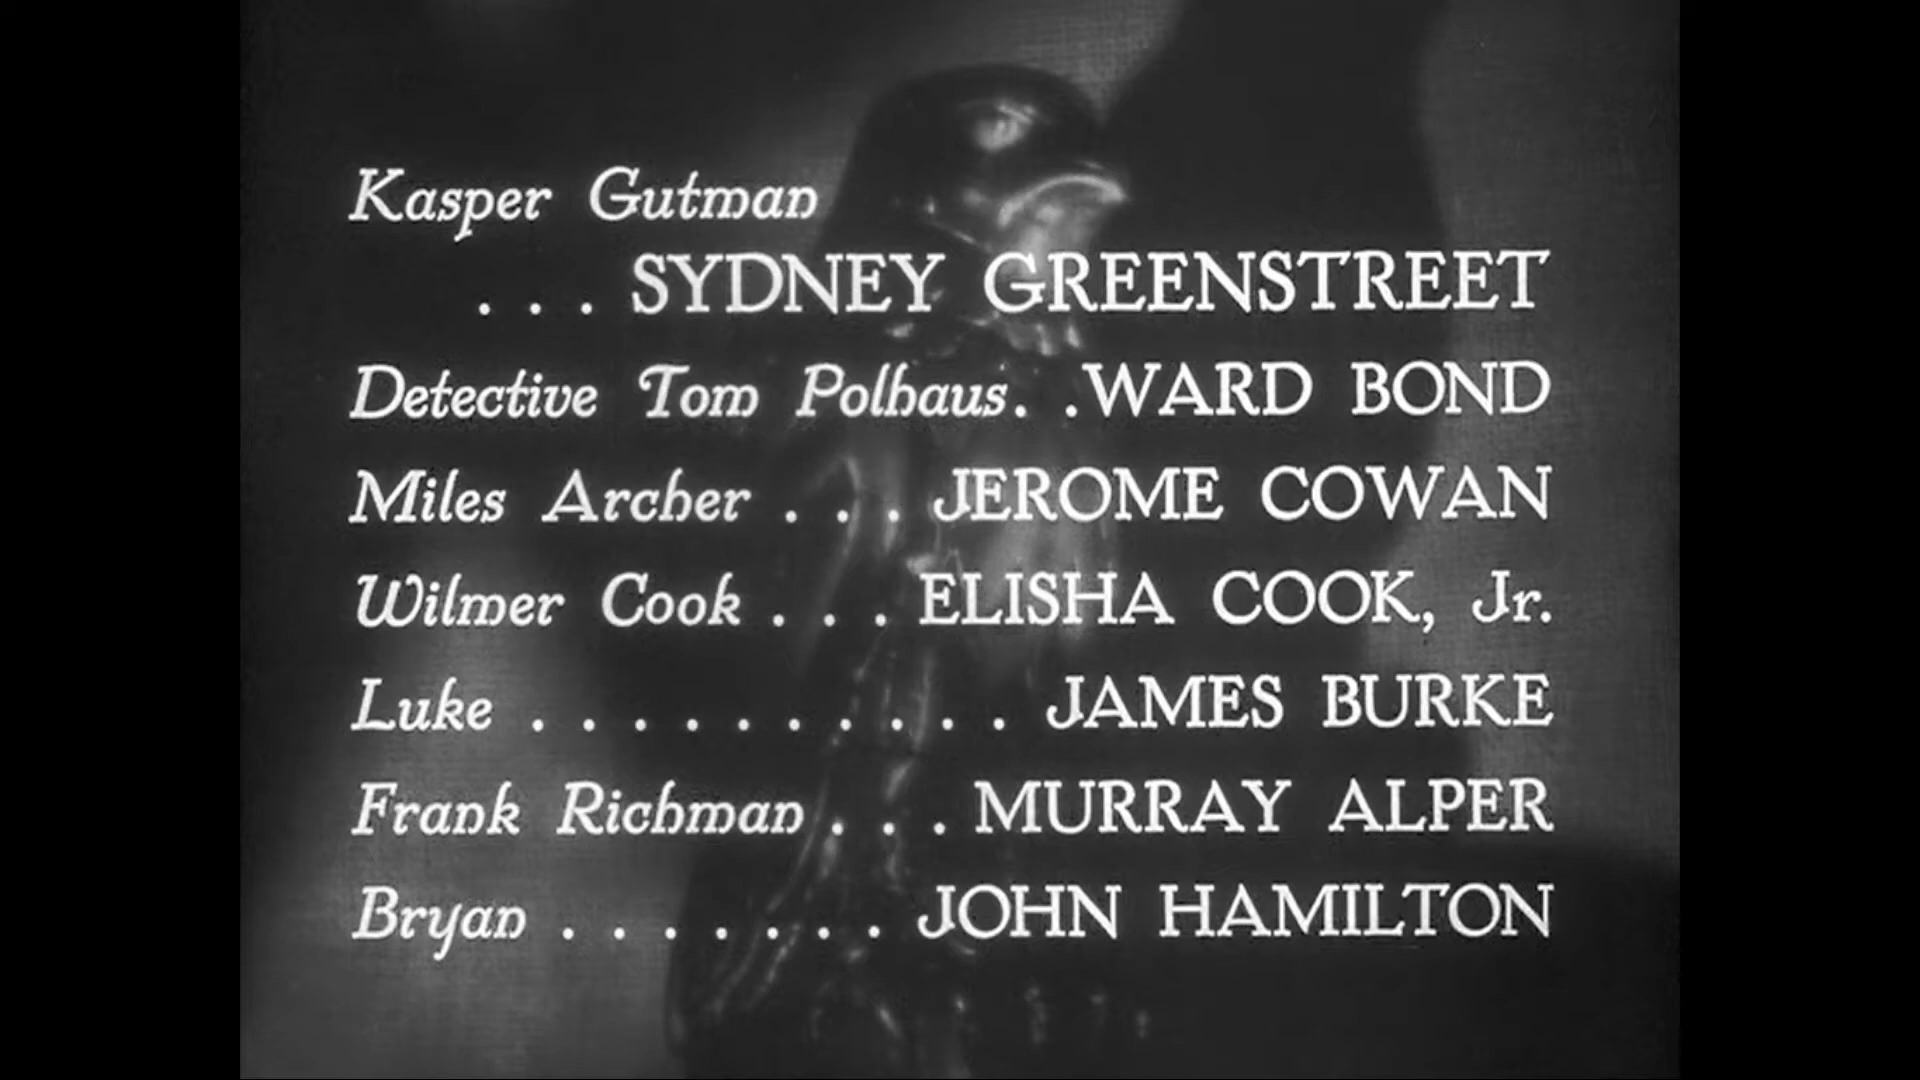 Kasper Gutman
. . . SYDNEY GREENSTREET
Detective Tom Polhaus. .WARD BOND
Miles Archer . . . JEROME COWAN
Wilmer Cook . . . ELISHA COOK, Jr.
Luke . . . . . . . . . . JAMES BURKE
Frank Richman . . . MURRAY ALPER
Bryan . . . . . . . JOHN HAMILTON